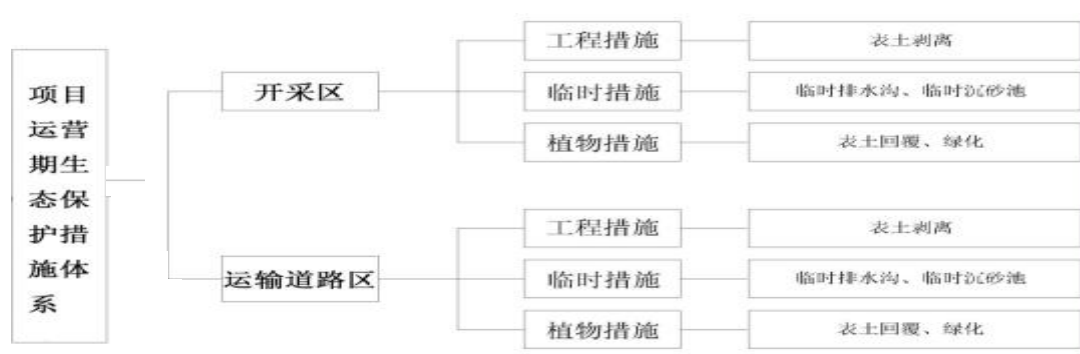 项目
运营
期生
态保
护措
施体
系
开采区
工程措施
表土剥离
临时措施
临时排水沟、临时沉砂池
植物措施
表土回覆、绿化
运输道路区
工程措施
表土剥离
临时措施
临时排水沟、临时沉砂池
植物措施
表土回覆、绿化